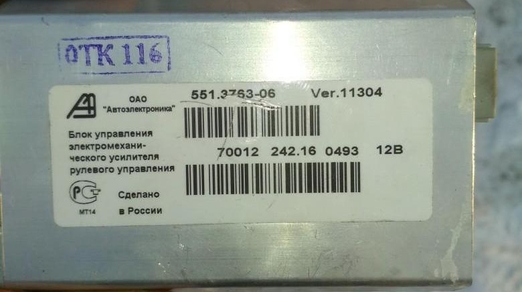 ОТК 116
ОАО
"Автоэлектроника"
551.3763-06 Ver.11304
Блок управления
электромехани-
ческого усилителя
рулевого управления
70012 242.16 0493 12В
РСТ
МТ14
Сделано
в России